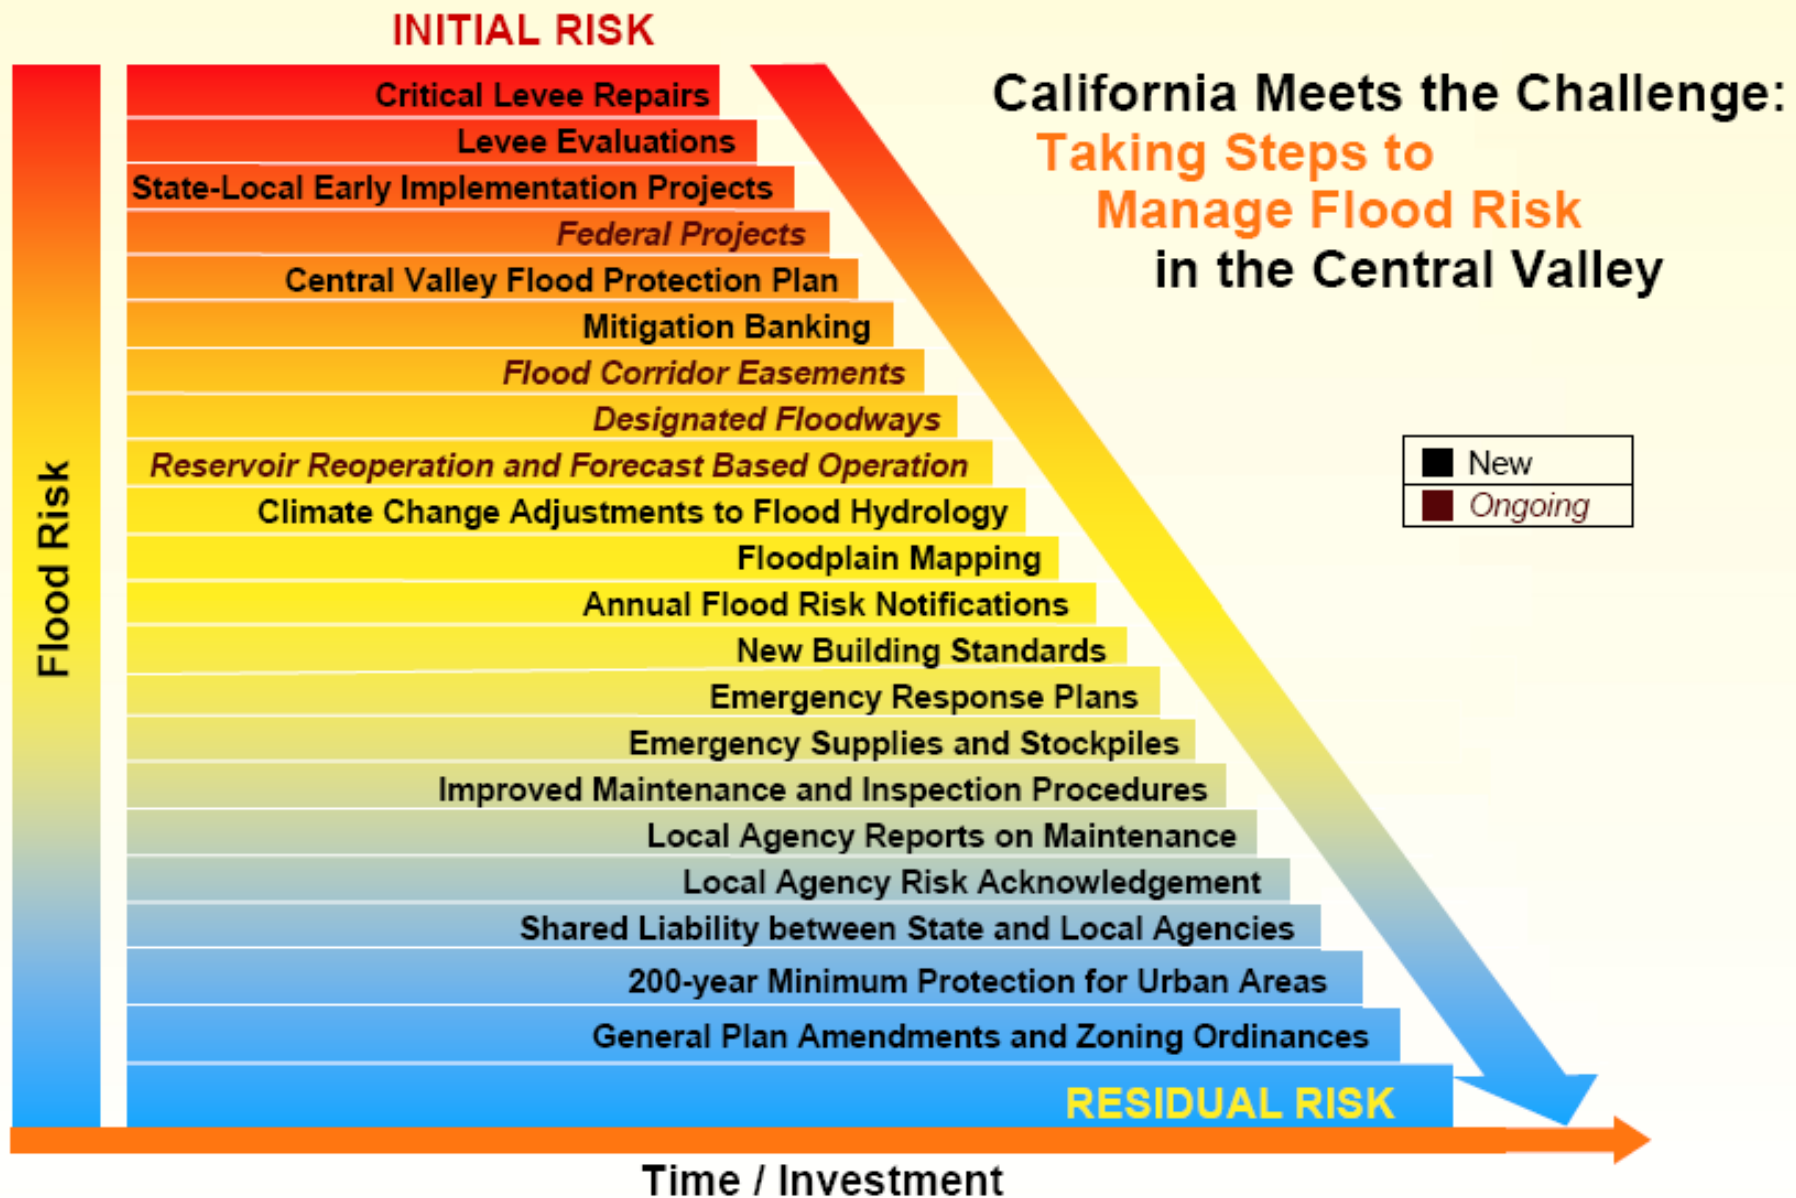 INITIAL RISK
California Meets the Challenge:
Taking Steps to
Manage Flood Risk
in the Central Valley
Critical Levee Repairs
Levee Evaluations
State-Local Early Implementation Projects
Federal Projects
Central Valley Flood Protection Plan
Mitigation Banking
Flood Corridor Easements
Designated Floodways
Reservoir Reoperation and Forecast Based Operation
Climate Change Adjustments to Flood Hydrology
Floodplain Mapping
Annual Flood Risk Notifications
New Building Standards
Emergency Response Plans
Emergency Supplies and Stockpiles
Improved Maintenance and Inspection Procedures
Local Agency Reports on Maintenance
Local Agency Risk Acknowledgement
Shared Liability between State and Local Agencies
200-year Minimum Protection for Urban Areas
General Plan Amendments and Zoning Ordinances
RESIDUAL RISK
Flood Risk
New
Ongoing
Time / Investment